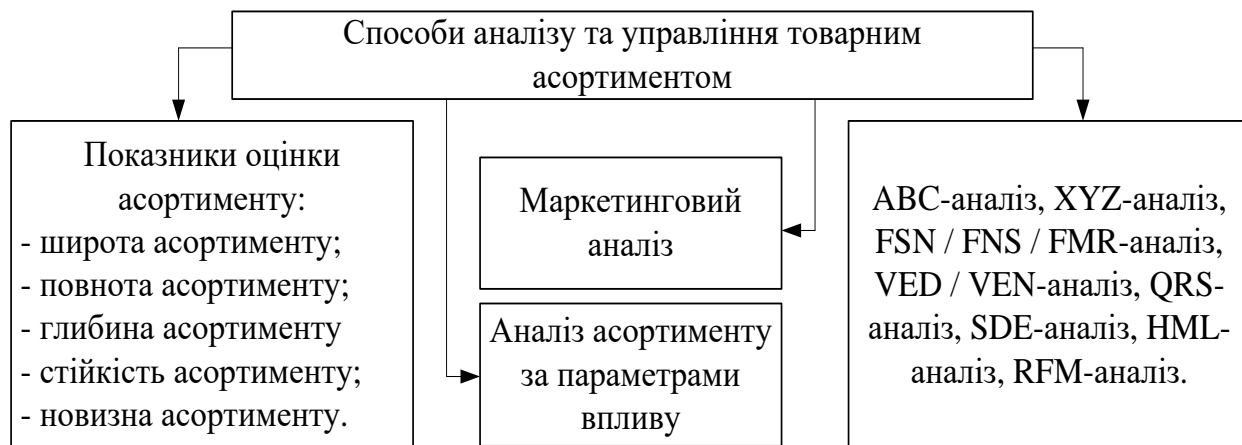 Способи аналізу та управління товарним
асортиментом
Показники оцінки
асортименту:
- широта асортименту;
- повнота асортименту;
- глибина асортименту
- стійкість асортименту;
- новизна асортименту.
Маркетинговий
аналіз
Аналіз асортименту
за параметрами
впливу
ABC-аналіз, XYZ-аналіз,
FSN / FNS / FMR-аналіз,
VED / VEN-аналіз, QRS-
аналіз, SDE-аналіз, HML-
аналіз, RFM-аналіз.